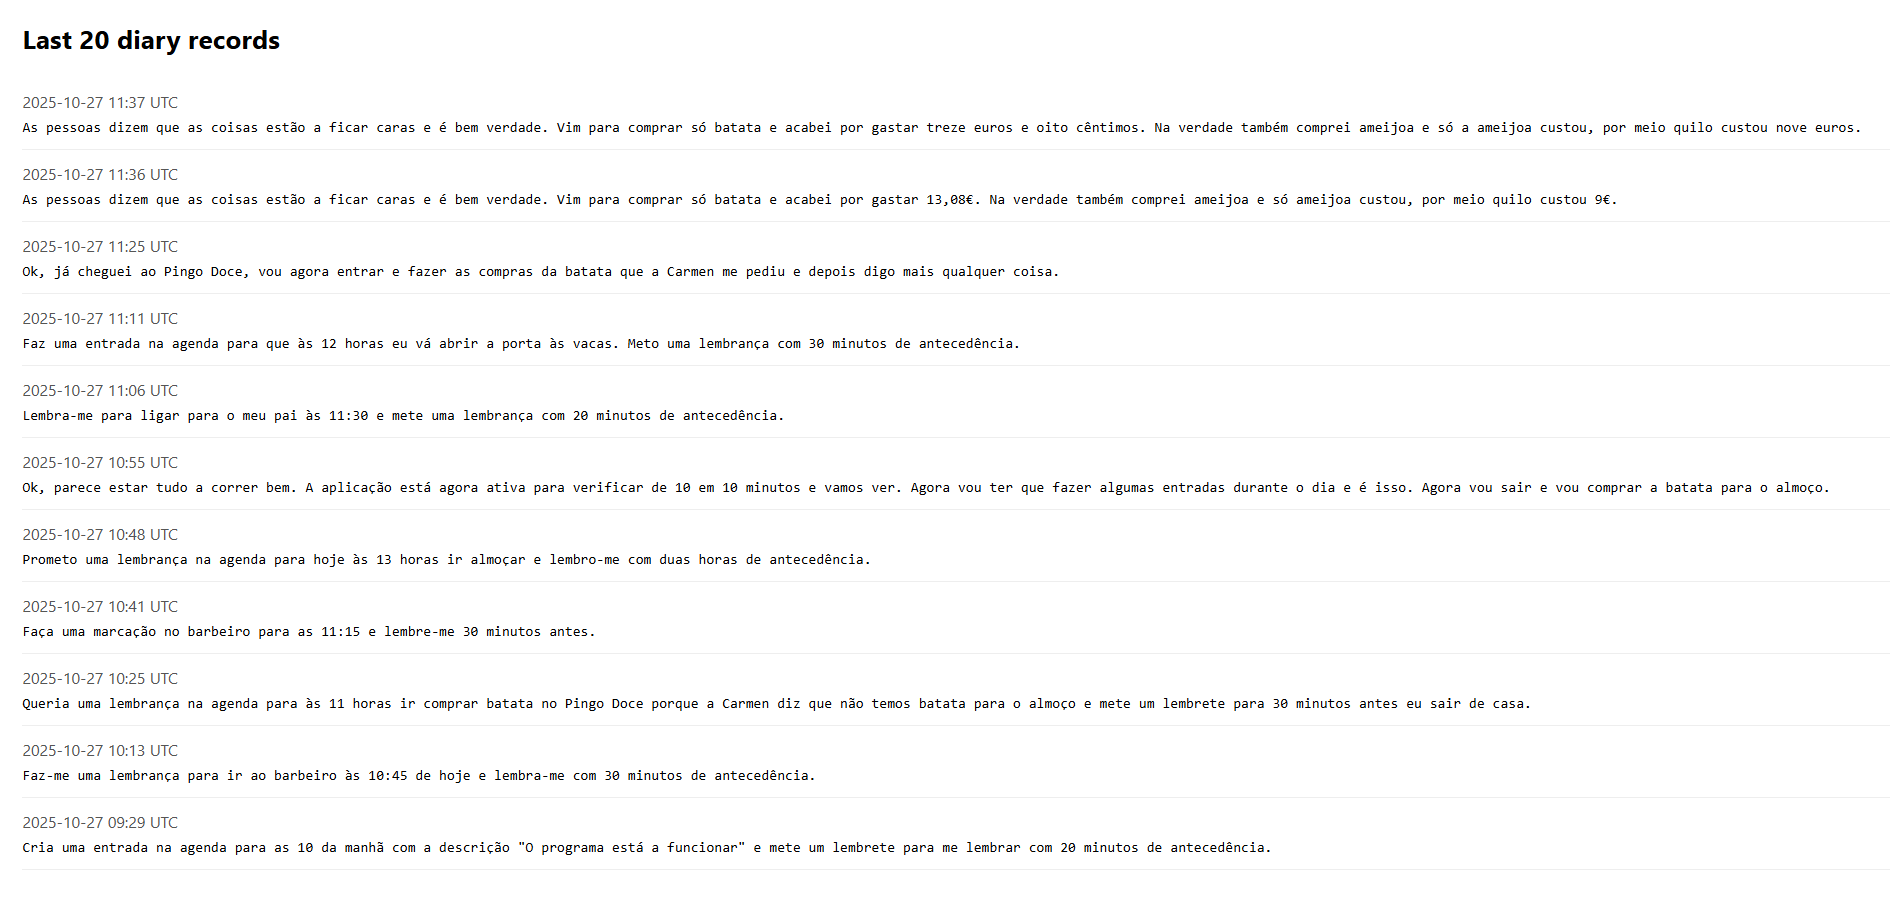 Last 20 diary records
2025-10-27 11:37 UTC
As pessoas dizem que as coisas estão a ficar caras e é bem verdade. Vim para comprar só batata e acabei por gastar treze euros e oito cêntimos. Na verdade também comprei ameijoa e só a ameijoa custou, por meio quilo custou nove euros.
2025-10-27 11:36 UTC
As pessoas dizem que as coisas estão a ficar caras e é bem verdade. Vim para comprar só batata e acabei por gastar 13,08€. Na verdade também comprei ameijoa e só ameijoa custou, por meio quilo custou 9€.
2025-10-27 11:25 UTC
Ok, já cheguei ao Pingo Doce, vou agora entrar e fazer as compras da batata que a Carmen me pediu e depois digo mais qualquer coisa.
2025-10-27 11:11 UTC
Faz uma entrada na agenda para que às 12 horas eu vá abrir a porta às vacas. Meto uma lembrança com 30 minutos de antecedência.
2025-10-27 11:06 UTC
Lembra-me para ligar para o meu pai às 11:30 e mete uma lembrança com 20 minutos de antecedência.
2025-10-27 10:55 UTC
Ok, parece estar tudo a correr bem. A aplicação está agora ativa para verificar de 10 em 10 minutos e vamos ver. Agora vou ter que fazer algumas entradas durante o dia e é isso. Agora vou sair e vou comprar a batata para o almoço.
2025-10-27 10:48 UTC
Prometo uma lembrança na agenda para hoje às 13 horas ir almoçar e lembro-me com duas horas de antecedência.
2025-10-27 10:41 UTC
Faça uma marcação no barbeiro para as 11:15 e lembre-me 30 minutos antes.
2025-10-27 10:25 UTC
Queria uma lembrança na agenda para às 11 horas ir comprar batata no Pingo Doce porque a Carmen diz que não temos batata para o almoço e mete um lembrete para 30 minutos antes eu sair de casa.
2025-10-27 10:13 UTC
Faz-me uma lembrança para ir ao barbeiro às 10:45 de hoje e lembra-me com 30 minutos de antecedência.
2025-10-27 09:29 UTC
Cria uma entrada na agenda para as 10 da manhã com a descrição "O programa está a funcionar" e mete um lembrete para me lembrar com 20 minutos de antecedência.